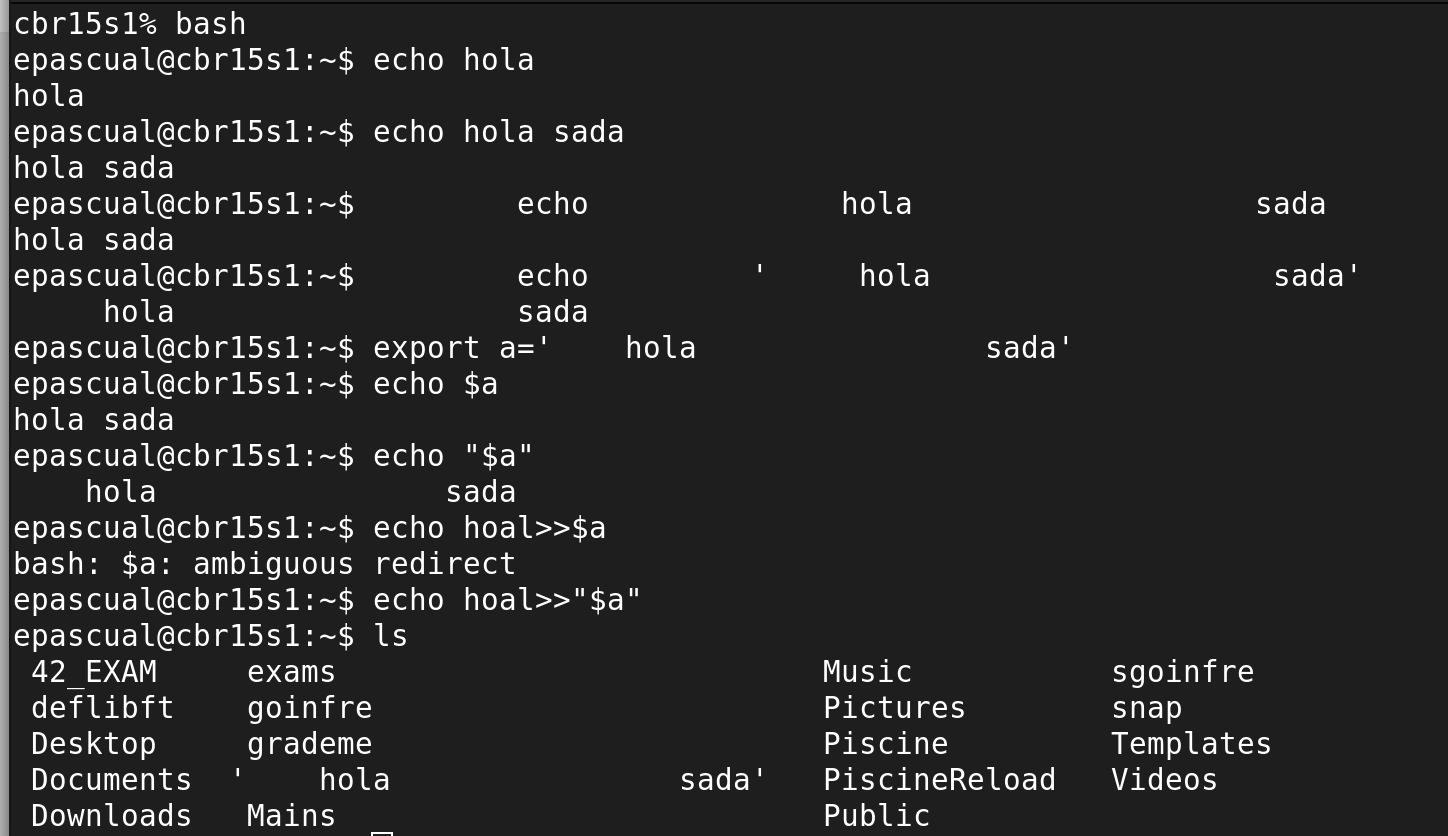 cbr15s1% bash
epascual@cbr15s1:~$ echo hola
hola
epascual@cbr15s1:~$ echo hola sada
hola sada
epascual@cbr15s1:~$         echo              hola                   sada
hola sada
epascual@cbr15s1:~$         echo         '     hola                   sada'
     hola                   sada
epascual@cbr15s1:~$ export a='    hola                sada'
epascual@cbr15s1:~$ echo $a
hola sada
epascual@cbr15s1:~$ echo "$a"
    hola                sada
epascual@cbr15s1:~$ echo hoal>>$a
bash: $a: ambiguous redirect
epascual@cbr15s1:~$ echo hoal>>"$a"
epascual@cbr15s1:~$ ls
 42_EXAM     exams                           Music           sgoinfre
 deflibft    goinfre                         Pictures        snap
 Desktop     grademe                         Piscine         Templates
 Documents  '    hola                sada'   PiscineReload   Videos
 Downloads   Mains                           Public